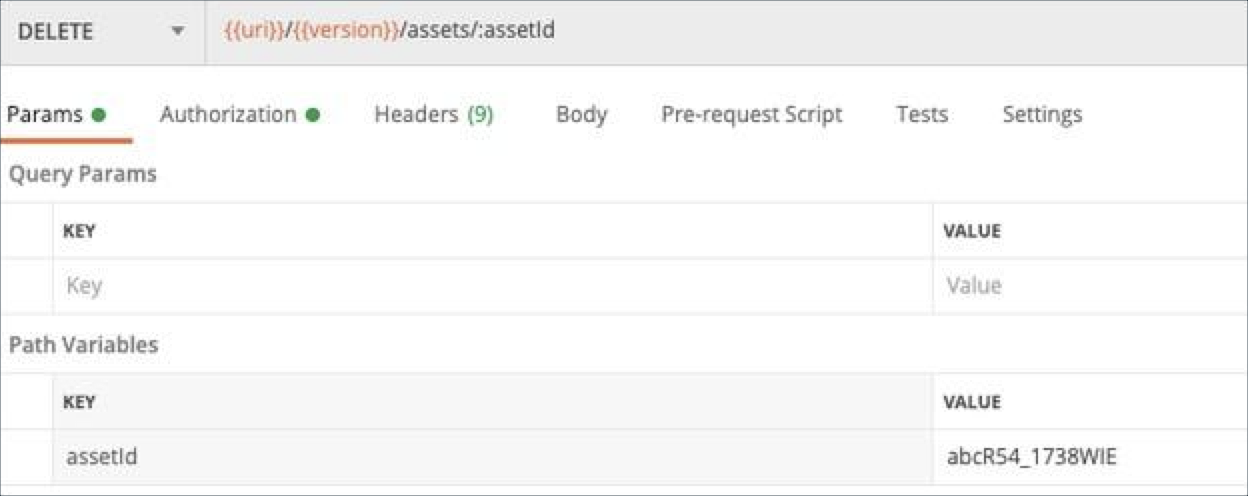 DELETE {{uri}}/{{version}}/assets/:assetId
Params Authorization Headers (9) Body Pre-request Script Tests Settings
Query Params
KEY VALUE
Key Value
Path Variables
KEY VALUE
assetId abcR54_1738WIE